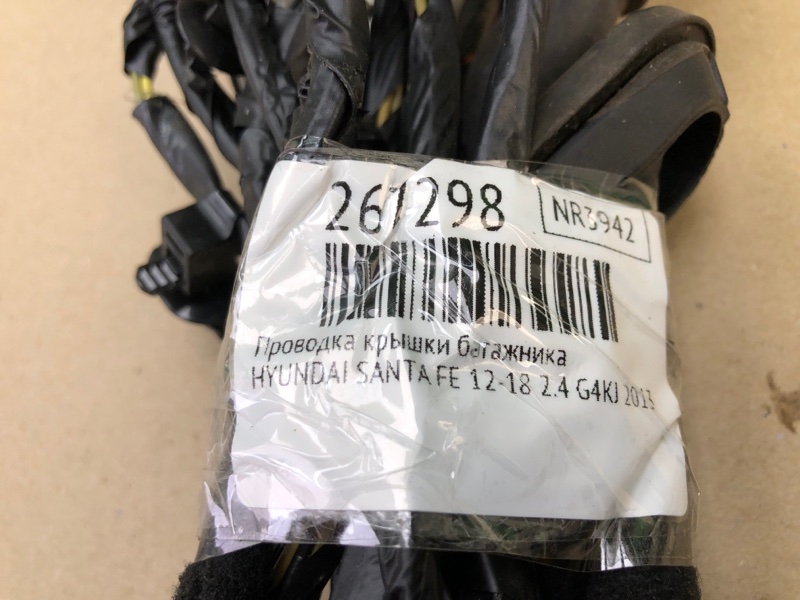 261298
NR3942
Проводка крышки багажника
HYUNDAI SANTA FE 12-18 2.4 G4KJ 2013